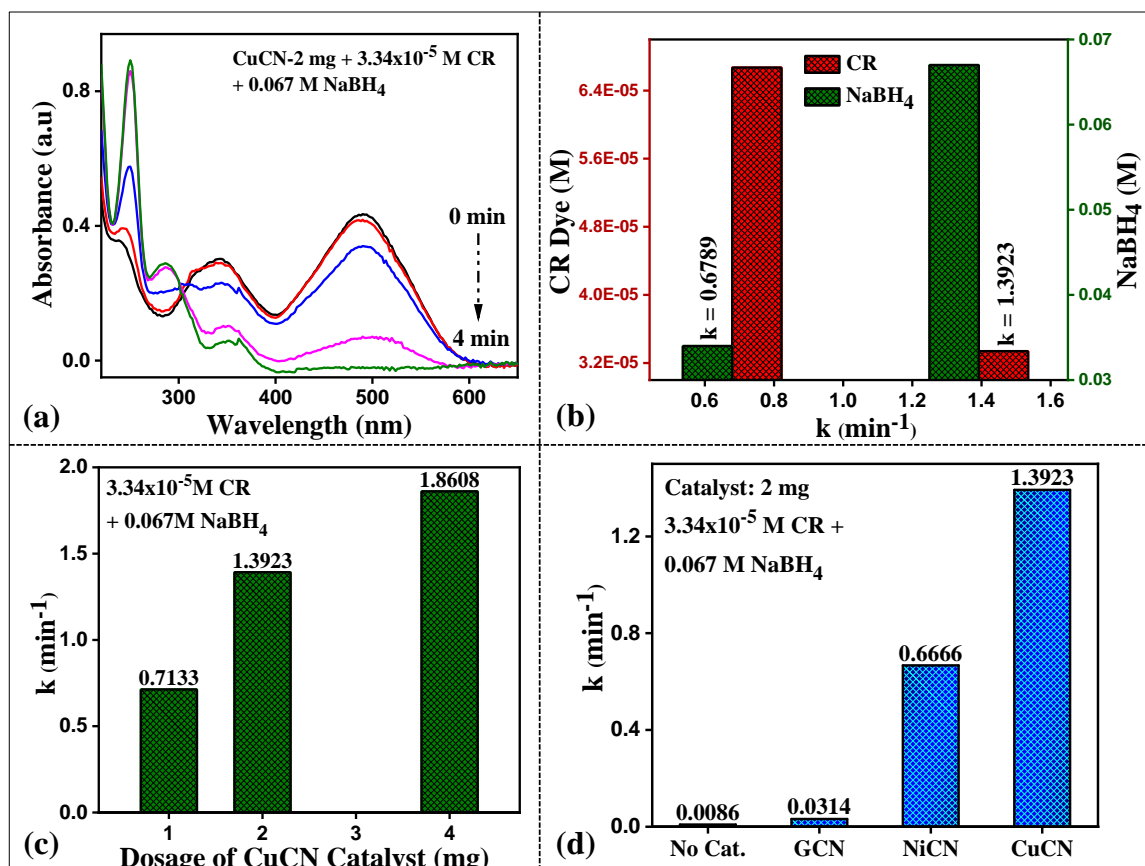 CuCN-2 mg + 3.34x10⁻⁵ M CR
+ 0.067 M NaBH₄
0.8
0.4
0.0
Absorbance (a.u)
0 min
4 min
300
400
500
600
Wavelength (nm)
(a)
CR
NaBH₄
6.4E-05
5.6E-05
4.8E-05
4.0E-05
3.2E-05
CR Dye (M)
k = 0.6789
k = 1.3923
0.07
0.06
0.05
0.04
0.03
NaBH₄ (M)
0.6
0.8
1.0
1.2
1.4
1.6
k (min⁻¹)
(b)
3.34x10⁻⁵M CR
+ 0.067M NaBH₄
2.0
1.5
1.0
0.5
0.0
k (min⁻¹)
0.7133
1.3923
1.8608
1
2
3
4
Dosage of CuCN Catalyst (mg)
(c)
Catalyst: 2 mg
3.34x10⁻⁵ M CR +
0.067 M NaBH₄
1.2
0.8
0.4
0.0
k (min⁻¹)
0.0086
0.0314
0.6666
1.3923
No Cat.
GCN
NiCN
CuCN
(d)